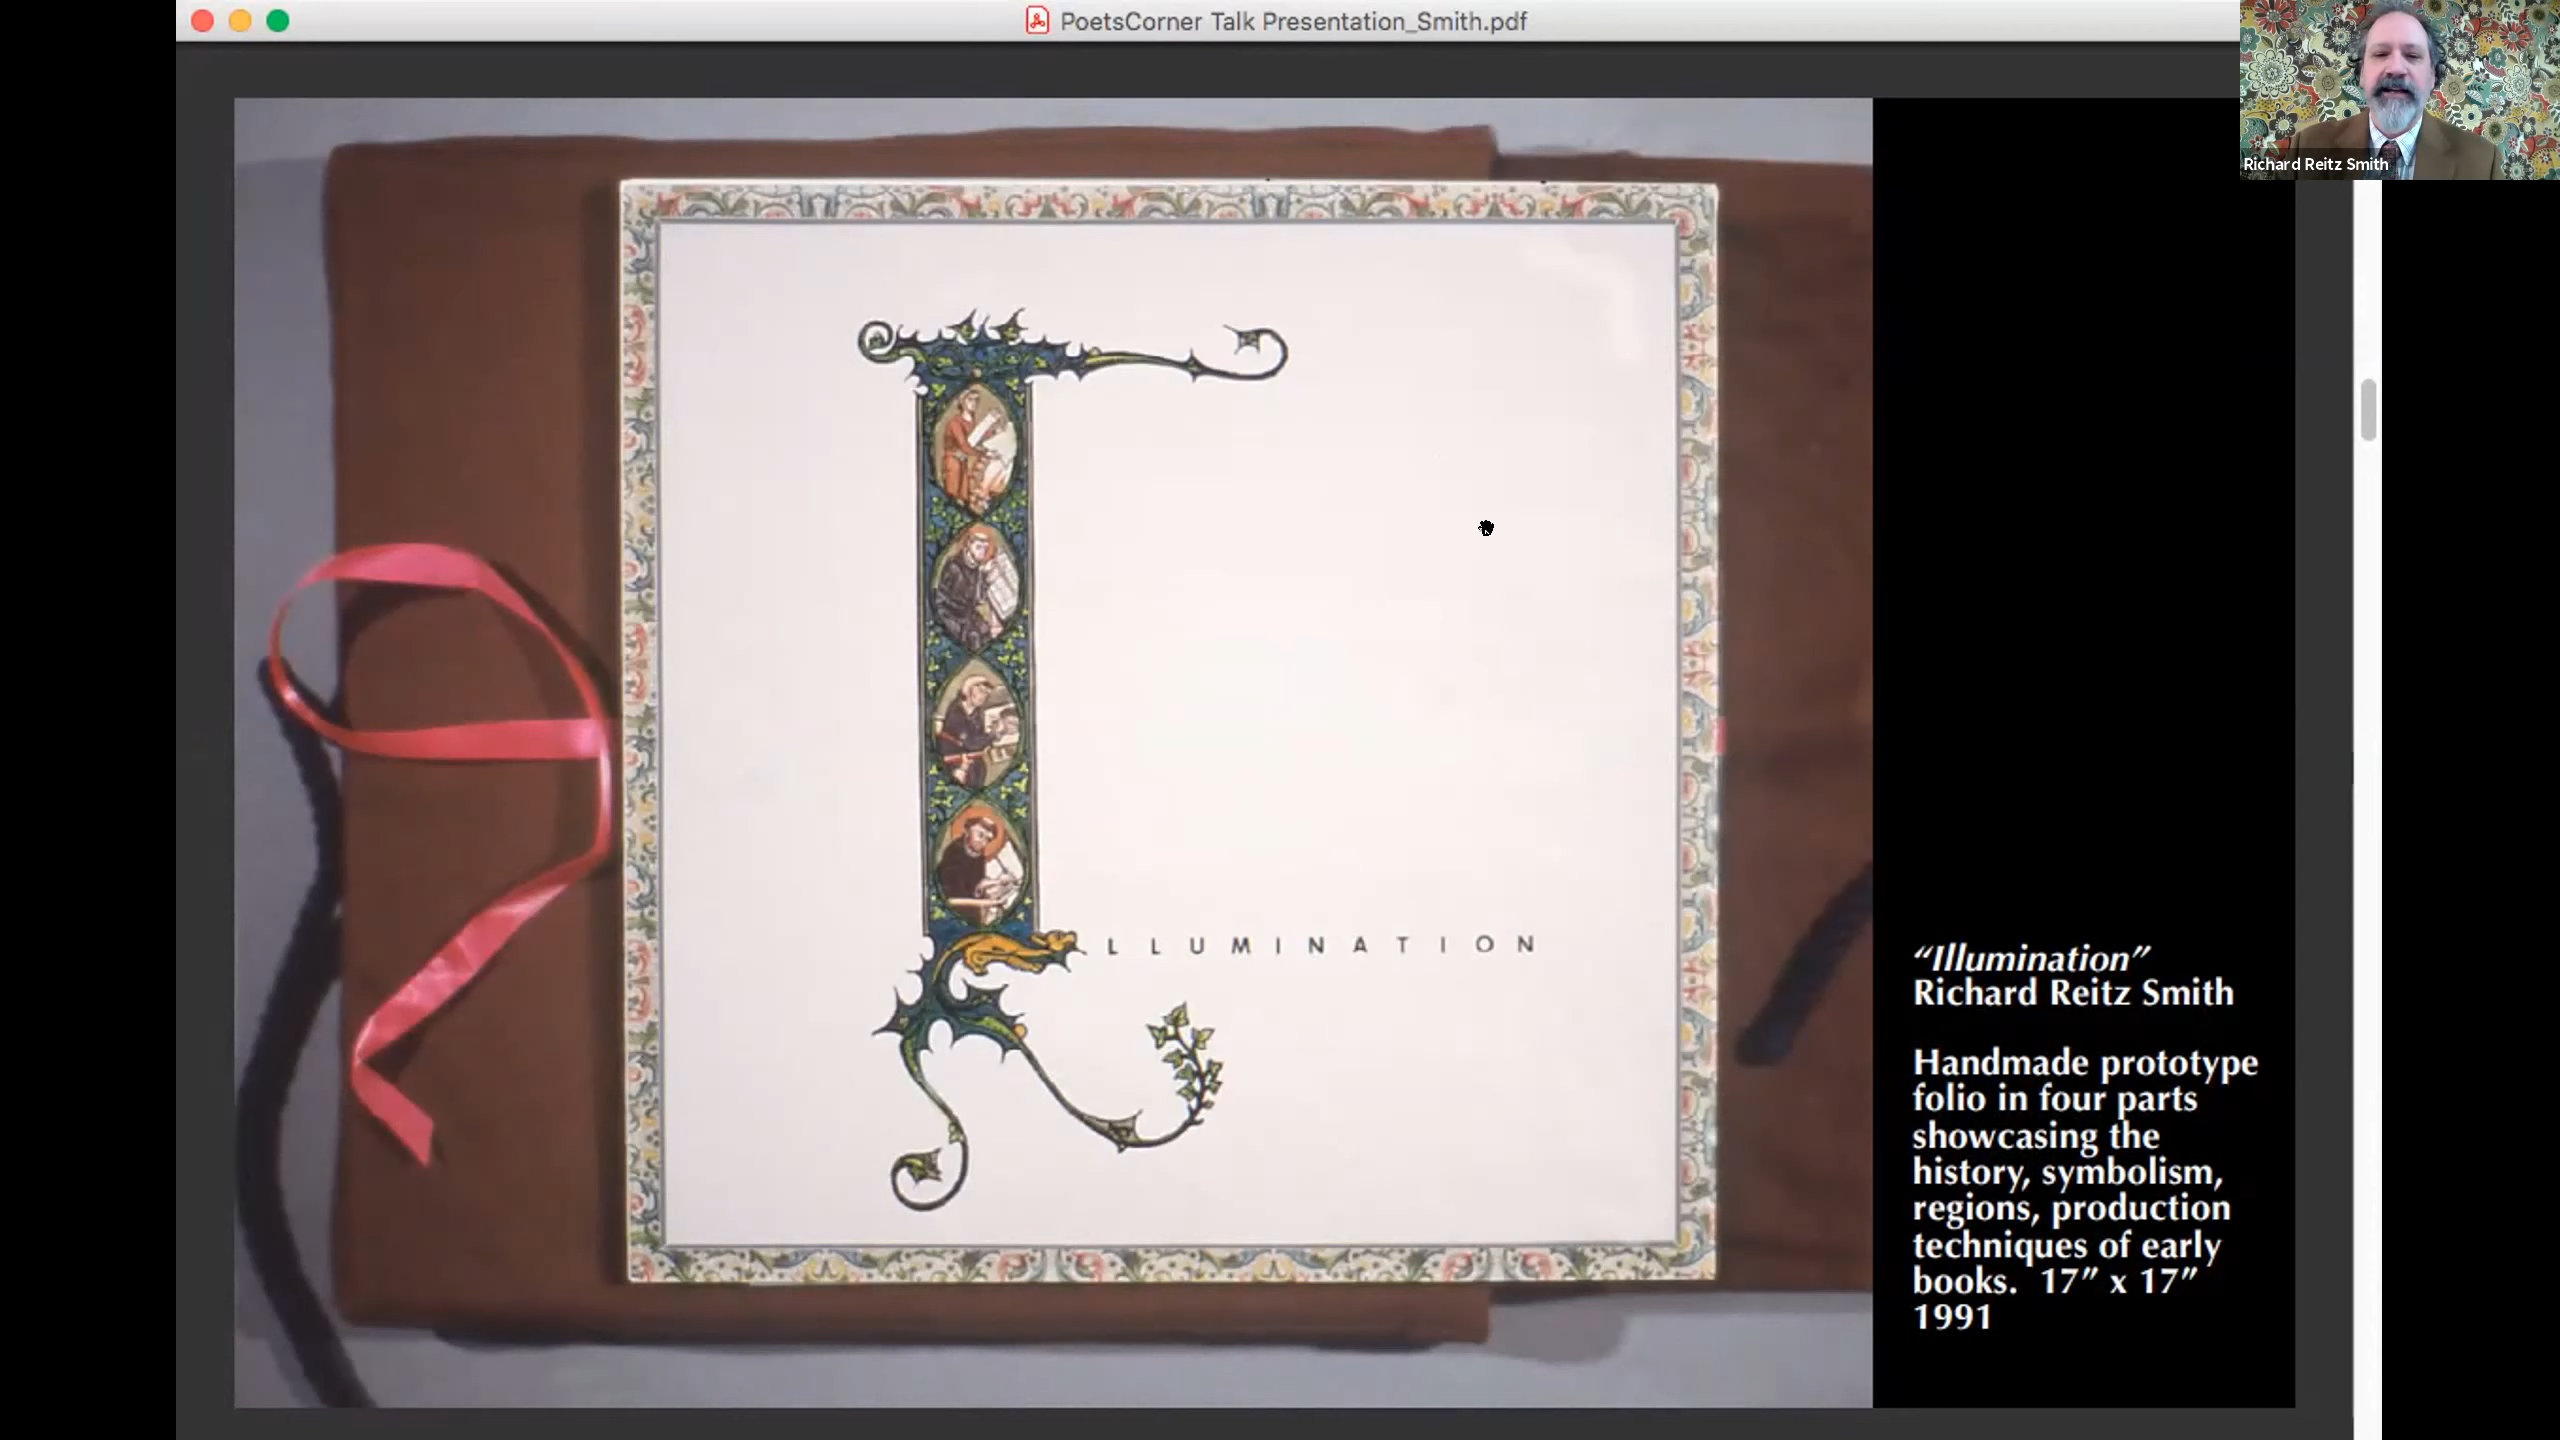 PoetsCorner Talk Presentation_Smith.pdf
Richard Reitz Smith
LLUMINATION
“Illumination”
Richard Reitz Smith
Handmade prototype
folio in four parts
showcasing the
history, symbolism,
regions, production
techniques of early
books.  17” x 17”
1991